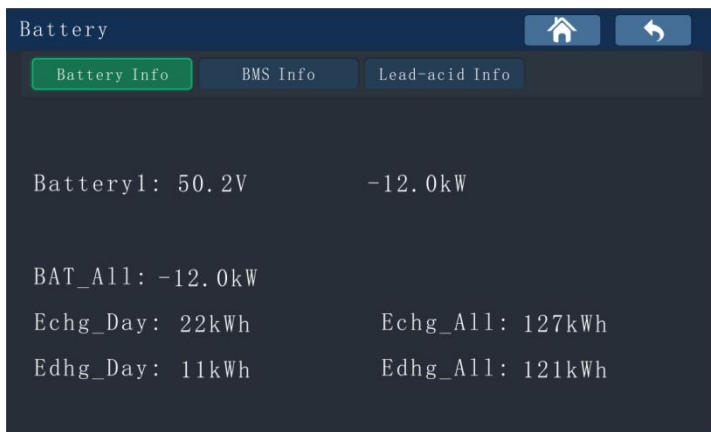 Battery
Battery Info BMS Info Lead-acid Info
Battery1: 50.2V -12.0kW
BAT_All: -12.0kW
Echg_Day: 22kWh Echg_All: 127kWh
Edhg_Day: 11kWh Edhg_All: 121kWh